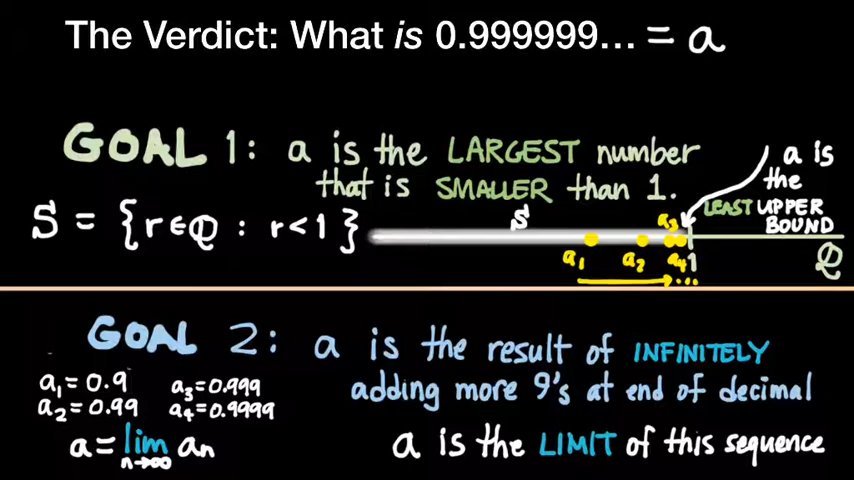 The Verdict: What is 0.999999... = a
GOAL 1: a is the LARGEST number
that is SMALLER than 1.
a is
the
LEAST UPPER
BOUND
S = {r∈ℚ : r<1}
S
a₃
a₁ a₂ a₄ 1
...
ℚ
GOAL 2: a is the result of INFINITELY
adding more 9's at end of decimal
a₁=0.9 a₃=0.999
a₂=0.99 a₄=0.9999
a=lim aₙ
n→∞
a is the LIMIT of this sequence